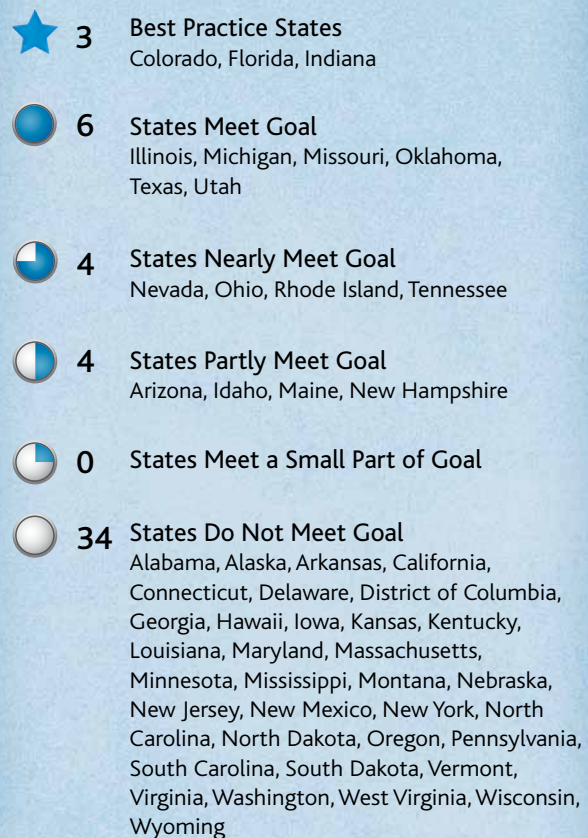 3 Best Practice States
Colorado, Florida, Indiana
6 States Meet Goal
Illinois, Michigan, Missouri, Oklahoma,
Texas, Utah
4 States Nearly Meet Goal
Nevada, Ohio, Rhode Island, Tennessee
4 States Partly Meet Goal
Arizona, Idaho, Maine, New Hampshire
0 States Meet a Small Part of Goal
34 States Do Not Meet Goal
Alabama, Alaska, Arkansas, California,
Connecticut, Delaware, District of Columbia,
Georgia, Hawaii, Iowa, Kansas, Kentucky,
Louisiana, Maryland, Massachusetts,
Minnesota, Mississippi, Montana, Nebraska,
New Jersey, New Mexico, New York, North
Carolina, North Dakota, Oregon, Pennsylvania,
South Carolina, South Dakota, Vermont,
Virginia, Washington, West Virginia, Wisconsin,
Wyoming